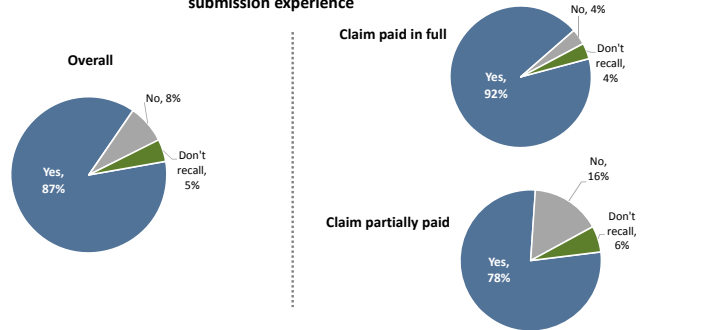 submission experience
Overall
No, 8%
Yes,
87%
Don't
recall,
5%
Claim paid in full
No, 4%
Yes,
92%
Don't
recall,
4%
Claim partially paid
No,
16%
Yes,
78%
Don't
recall,
6%